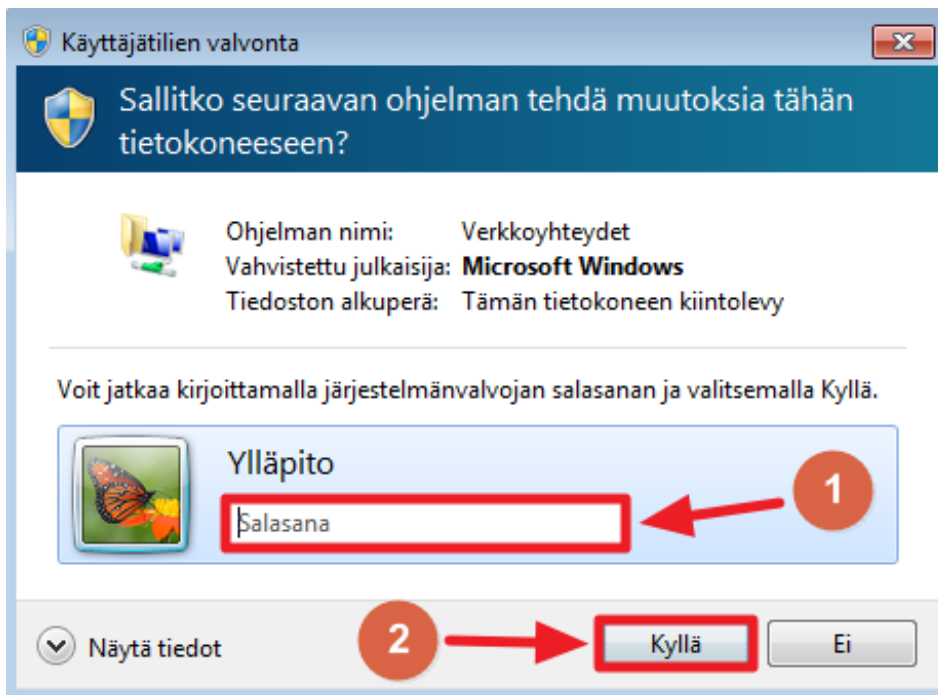 Käyttäjätilien valvonta
Sallitko seuraavan ohjelman tehdä muutoksia tähän
tietokoneeseen?
Ohjelman nimi: Verkkoyhteydet
Vahvistettu julkaisija: Microsoft Windows
Tiedoston alkuperä: Tämän tietokoneen kiintolevy
Voit jatkaa kirjoittamalla järjestelmänvalvojan salasanan ja valitsemalla Kyllä.
Ylläpito
Salasana
1
Näytä tiedot
2
Kyllä
Ei